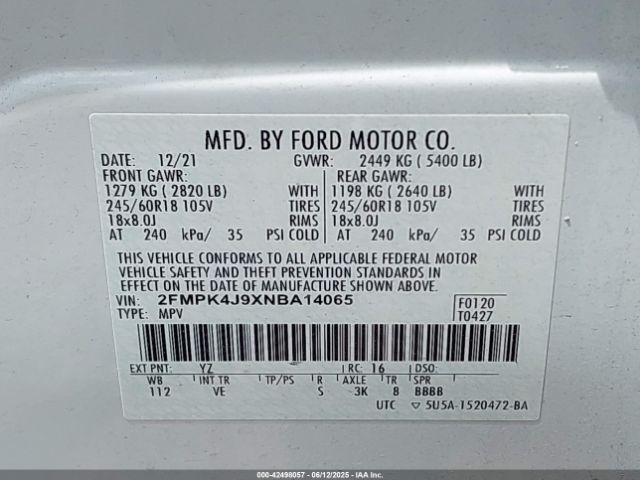 MFD. BY FORD MOTOR CO.
DATE: 12/21 GVWR: 2449 KG ( 5400 LB)
FRONT GAWR: REAR GAWR:
1279 KG ( 2820 LB) WITH 1198 KG ( 2640 LB) WITH
245/60R18 105V TIRES 245/60R18 105V TIRES
18x8.0J RIMS 18x8.0J RIMS
AT 240 kPa/ 35 PSI COLD AT 240 kPa/ 35 PSI COLD
THIS VEHICLE CONFORMS TO ALL APPLICABLE FEDERAL MOTOR
VEHICLE SAFETY AND THEFT PREVENTION STANDARDS IN
EFFECT ON THE DATE OF MANUFACTURE SHOWN ABOVE.
VIN: 2FMPK4J9XNBA14065 F0120
TYPE: MPV T0427
EXT PNT: YZ RC: 16 DSO:
WB INT TR TP/PS R AXLE TR SPR
112 VE S 3K 8 BBBB
UTC ▽ 5U5A-1520472-BA
000-42498057 - 06/12/2025 - IAAI.COM